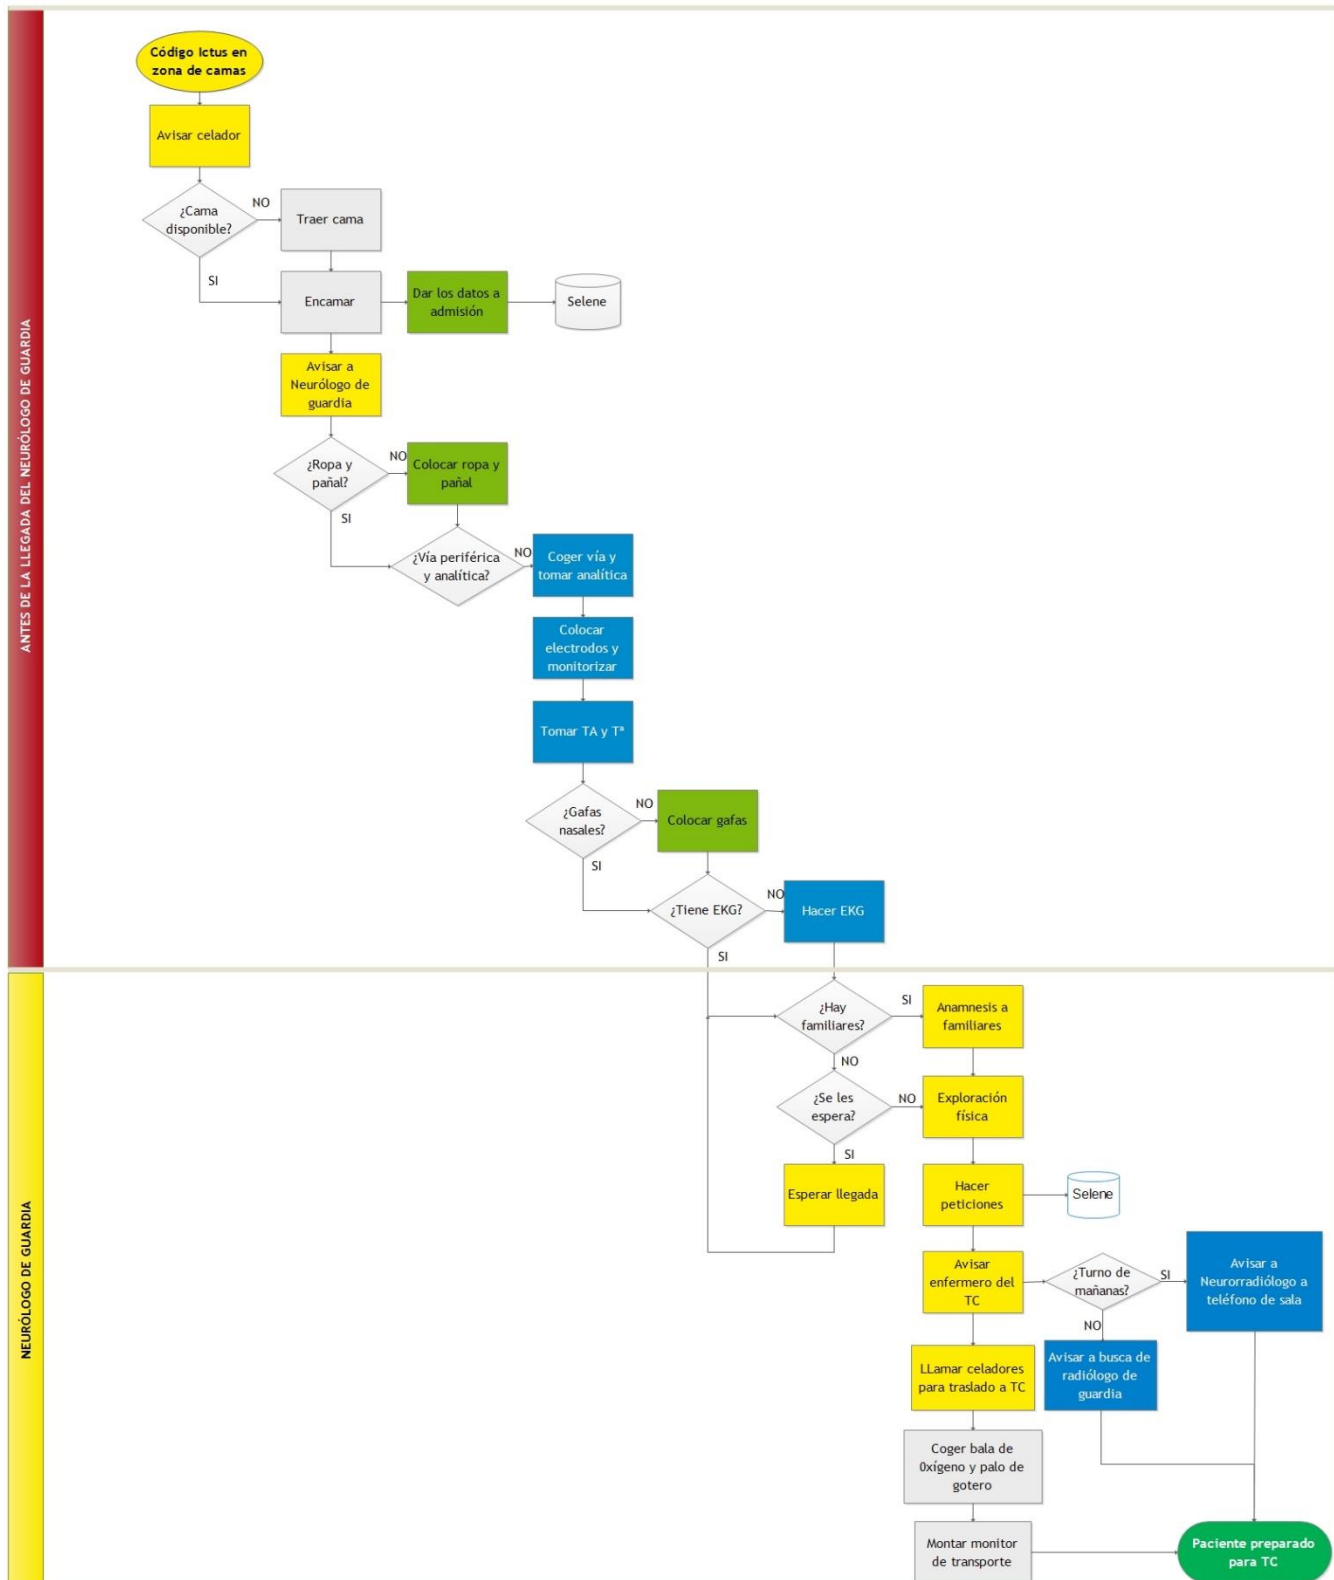 ANTES DE LA LLEGADA DEL NEURÓLOGO DE GUARDIA
Código Ictus en
zona de camas
Avisar celador
¿Cama
disponible?
NO
Traer cama
SI
Encamar
Dar los datos a
admisión
Selene
Avisar a
Neurólogo de
guardia
¿Ropa y
pañal?
NO
Colocar ropa y
pañal
SI
¿Vía periférica
y analítica?
NO
Coger vía y
tomar analítica
Colocar
electrodos y
monitorizar
Tomar TA y Tª
¿Gafas
nasales?
NO
Colocar gafas
SI
¿Tiene EKG?
NO
Hacer EKG
SI
NEURÓLOGO DE GUARDIA
¿Hay
familiares?
SI
Anamnesis a
familiares
NO
¿Se les
espera?
NO
Exploración
física
SI
Esperar llegada
Hacer
peticiones
Selene
Avisar
enfermero del
TC
¿Turno de
mañanas?
SI
Avisar a
Neurorradiólogo a
teléfono de sala
NO
Avisar a busca de
radiólogo de
guardia
LLamar celadores
para traslado a TC
Coger bala de
0xígeno y palo de
gotero
Montar monitor
de transporte
Paciente preparado
para TC